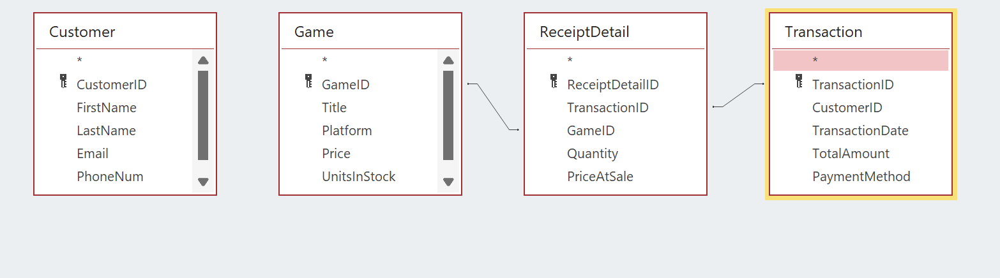 Customer
*
CustomerID
FirstName
LastName
Email
PhoneNum
Game
*
GameID
Title
Platform
Price
UnitsInStock
ReceiptDetail
*
ReceiptDetailID
TransactionID
GameID
Quantity
PriceAtSale
Transaction
*
TransactionID
CustomerID
TransactionDate
TotalAmount
PaymentMethod